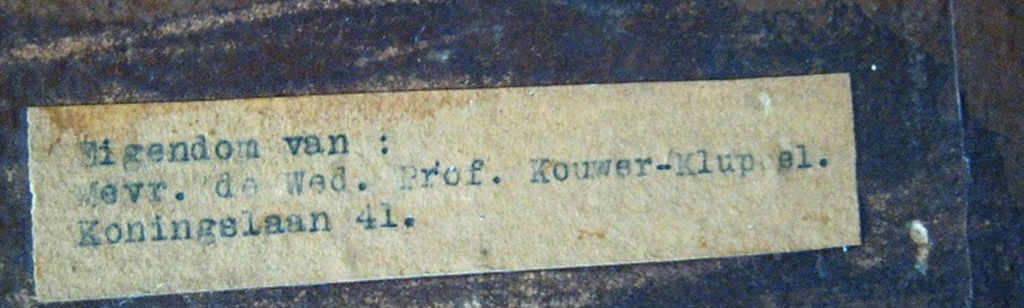 Eigendom van :
Mevr. de Wed. Prof. Kouwer-Kluppel.
Koningslaan 41.